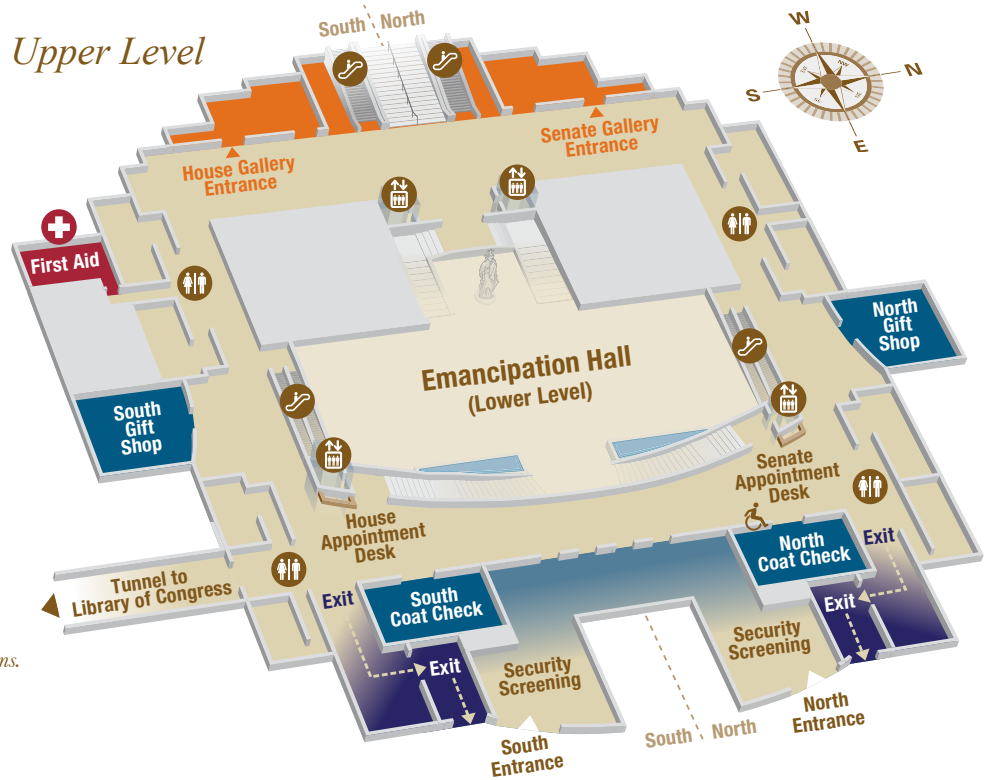 Upper Level
South North
W
N
S
E
House Gallery
Entrance
Senate Gallery
Entrance
First Aid
North
Gift
Shop
Emancipation Hall
(Lower Level)
South
Gift
Shop
Senate
Appointment
Desk
House
Appointment
Desk
North
Coat Check
Exit
Tunnel to
Library of Congress
Exit
South
Coat Check
Exit
Security
Screening
Exit
Security
Screening
ns.
South North
North
Entrance
South
Entrance